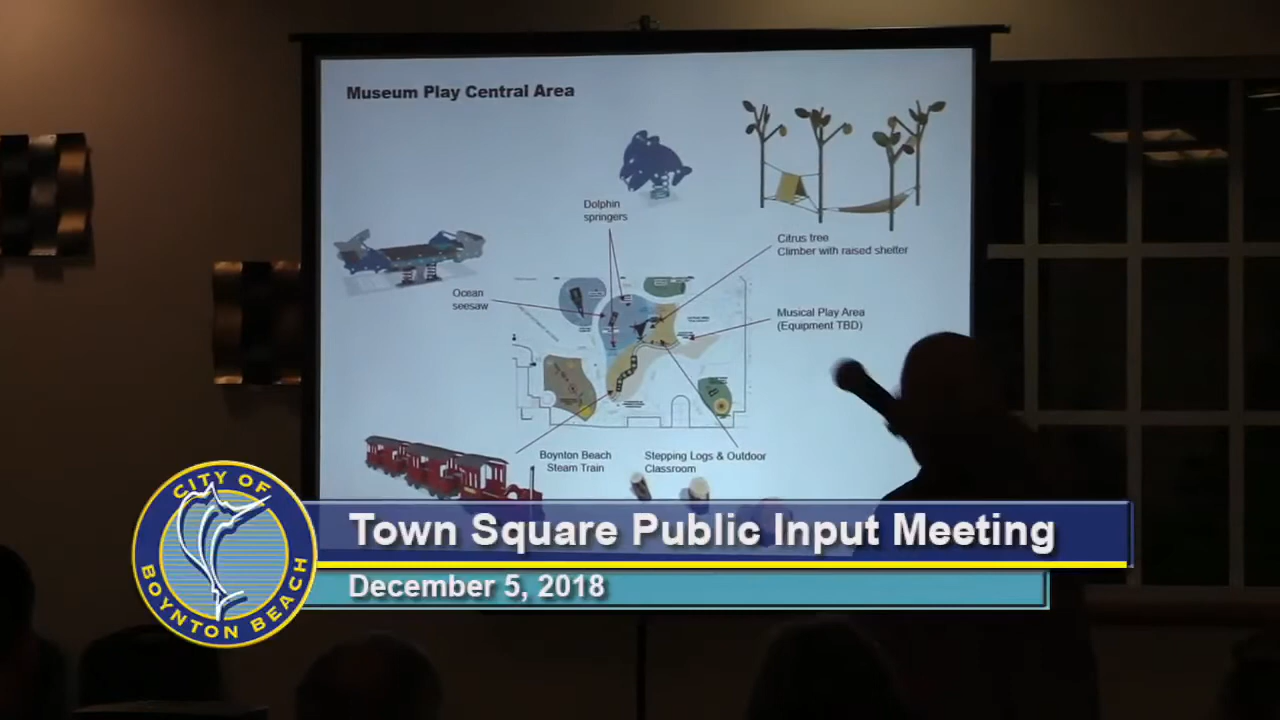 Museum Play Central Area
Dolphin
springers
Citrus tree
Climber with raised shelter
Ocean
seesaw
Musical Play Area
(Equipment TBD)
Boynton Beach
Steam Train
Stepping Logs & Outdoor
Classroom
CITY OF
BOYNTON BEACH
Town Square Public Input Meeting
December 5, 2018